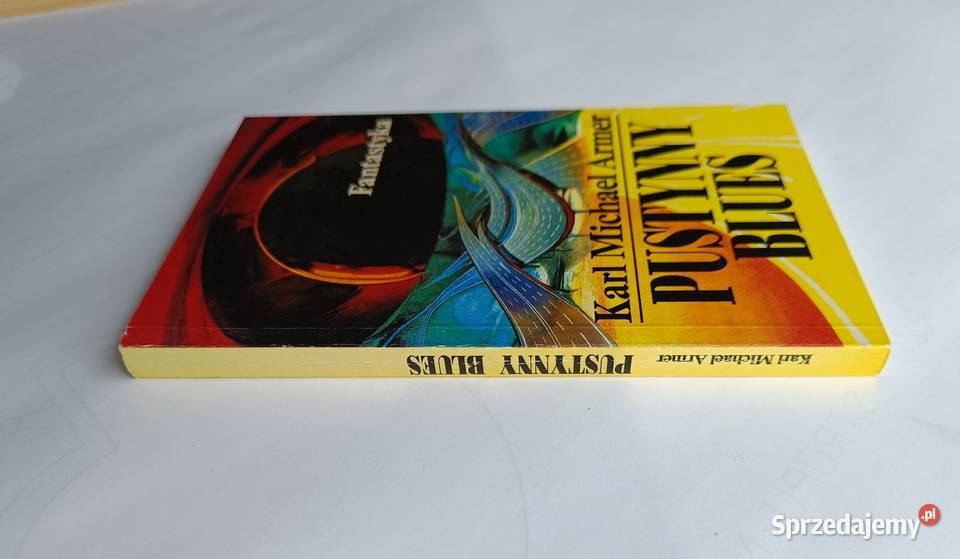 Karl Michael Armer
PUSTYNNY
BLUES
Fantastyka
Karl Michael Armer
PUSTYNNY BLUES
Sprzedajemy.pl